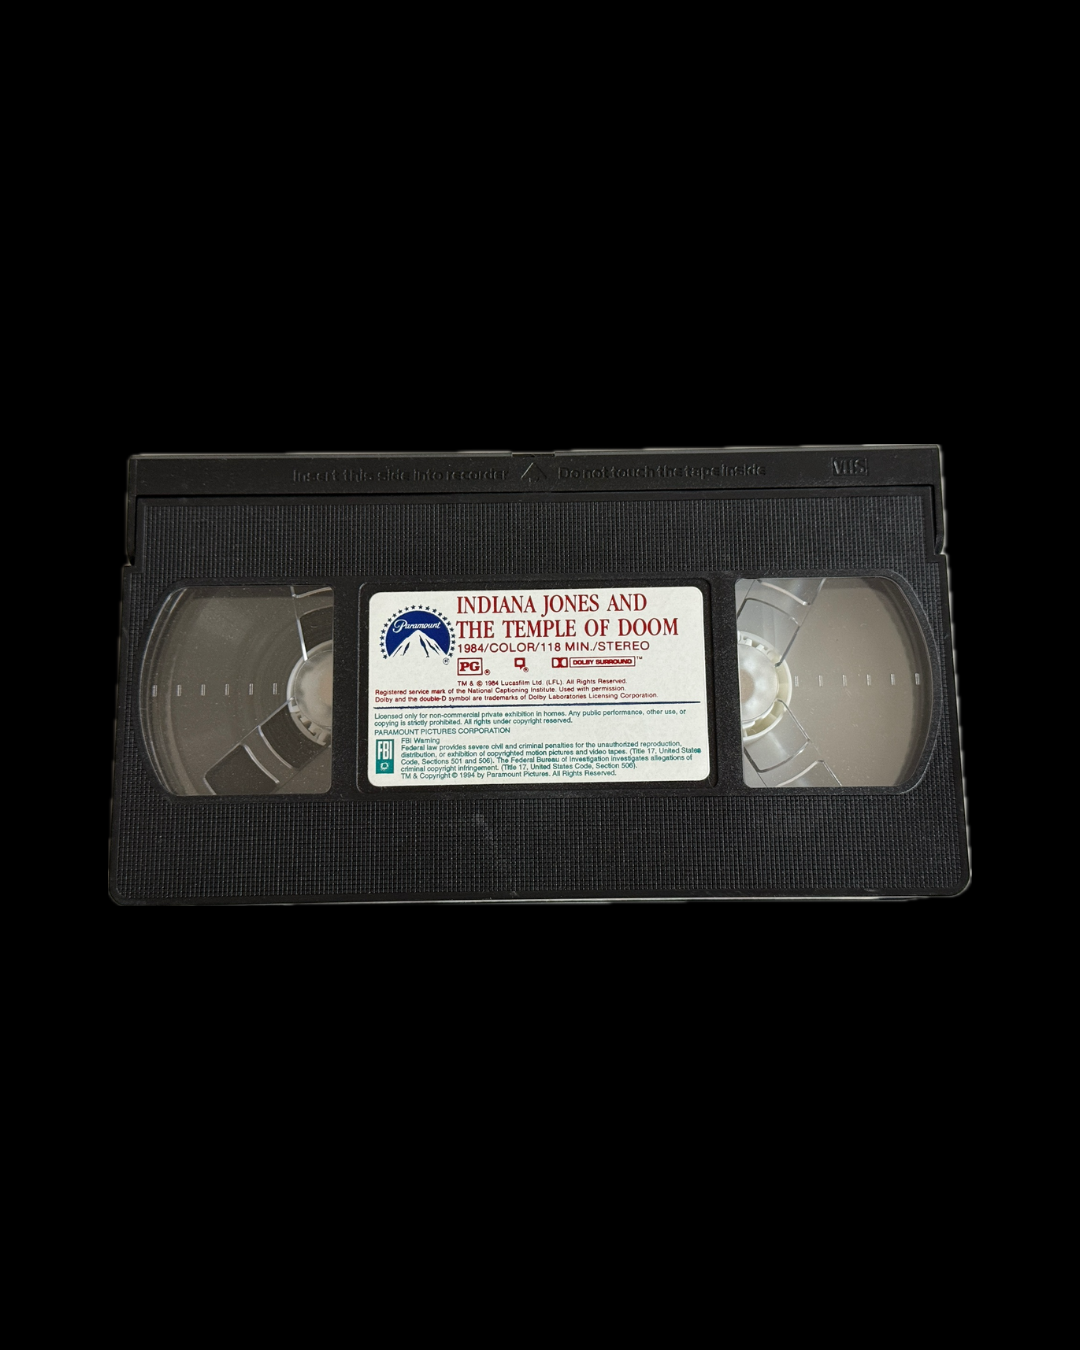 Insert this side into recorder Do not touch the tape inside VHS
Paramount
INDIANA JONES AND
THE TEMPLE OF DOOM
1984/COLOR/118 MIN./STEREO
PG ® ® DOLBY SURROUND ™
TM & © 1984 Lucasfilm Ltd. (LFL). All Rights Reserved.
Registered service mark of the National Captioning Institute. Used with permission.
Dolby and the double-D symbol are trademarks of Dolby Laboratories Licensing Corporation.
Licensed only for non-commercial private exhibition in homes. Any public performance, other use, or
copying is strictly prohibited. All rights under copyright reserved.
PARAMOUNT PICTURES CORPORATION
FBI
FBI Warning
Federal law provides severe civil and criminal penalties for the unauthorized reproduction,
distribution, or exhibition of copyrighted motion pictures and video tapes. (Title 17, United States
Code, Sections 501 and 506). The Federal Bureau of Investigation investigates allegations of
criminal copyright infringement. (Title 17, United States Code, Section 506).
TM & Copyright © 1994 by Paramount Pictures. All Rights Reserved.